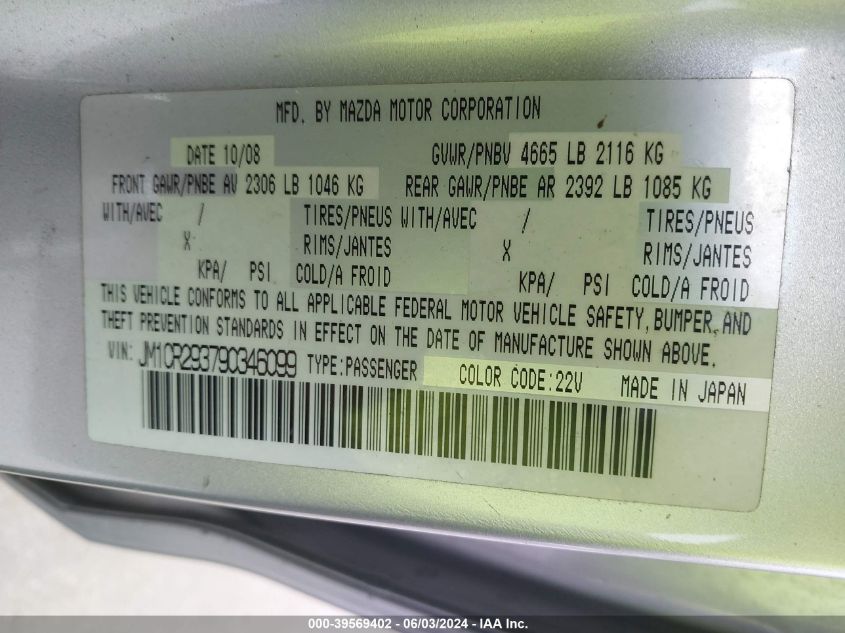 MFD. BY MAZDA MOTOR CORPORATION
DATE 10/08 GVWR/PNBV 4665 LB 2116 KG
FRONT GAWR/PNBE AV 2306 LB 1046 KG REAR GAWR/PNBE AR 2392 LB 1085 KG
WITH/AVEC / TIRES/PNEUS WITH/AVEC / TIRES/PNEUS
X RIMS/JANTES X RIMS/JANTES
KPA/ PSI COLD/A FROID KPA/ PSI COLD/A FROID
THIS VEHICLE CONFORMS TO ALL APPLICABLE FEDERAL MOTOR VEHICLE SAFETY, BUMPER, AND
THEFT PREVENTION STANDARDS IN EFFECT ON THE DATE OF MANUFACTURE SHOWN ABOVE.
VIN: JM1CR293790346099 TYPE:PASSENGER COLOR CODE:22V MADE IN JAPAN
000-39569402 - 06/03/2024 - IAA Inc.